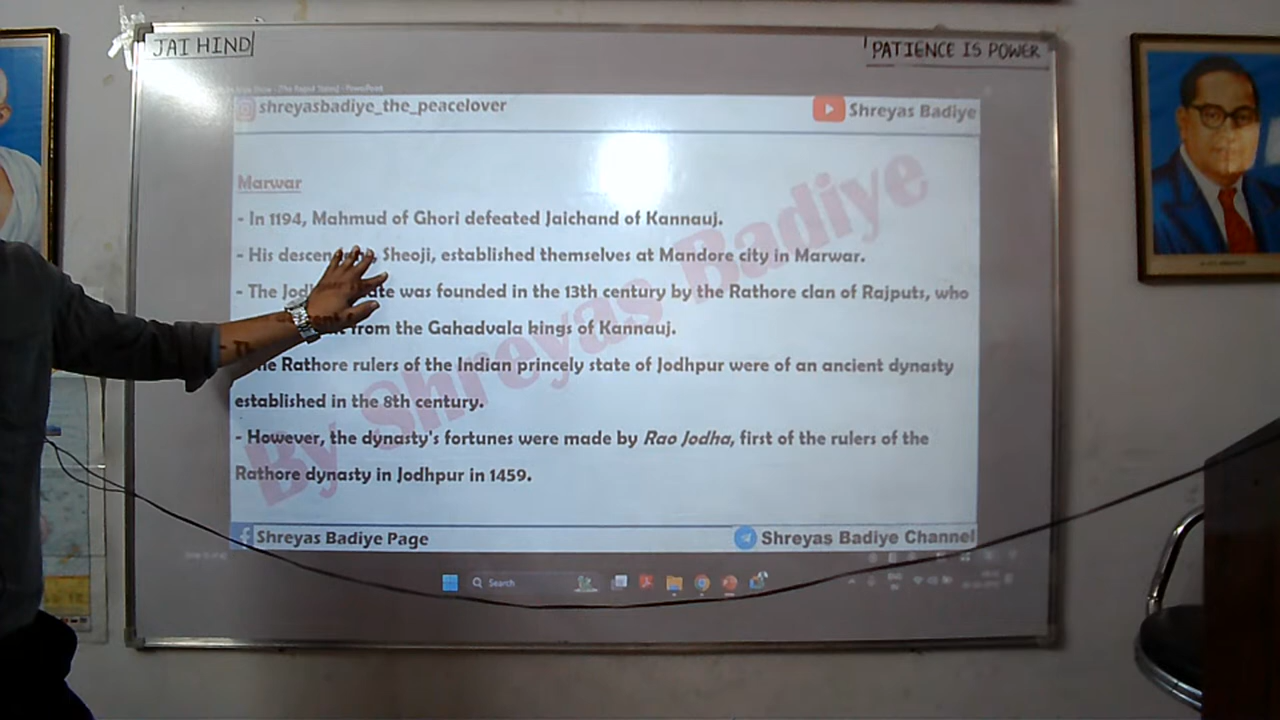 JAI HIND
PATIENCE IS POWER
shreyasbadiye_the_peacelover
Shreyas Badiye
Marwar
- In 1194, Mahmud of Ghori defeated Jaichand of Kannauj.
- His Sheoji, established themselves at Mandore city in Marwar.
- The was founded in the 13th century by the Rathore clan of Rajputs, who
from the Gahadvala kings of Kannauj.
Rathore rulers of the Indian princely state of Jodhpur were of an ancient dynasty
established in the 8th century.
- However, the dynasty's fortunes were made by Rao Jodha, first of the rulers of the
Rathore dynasty in Jodhpur in 1459.
By Shreyas Badiye
Shreyas Badiye Page
Shreyas Badiye Channel
Search